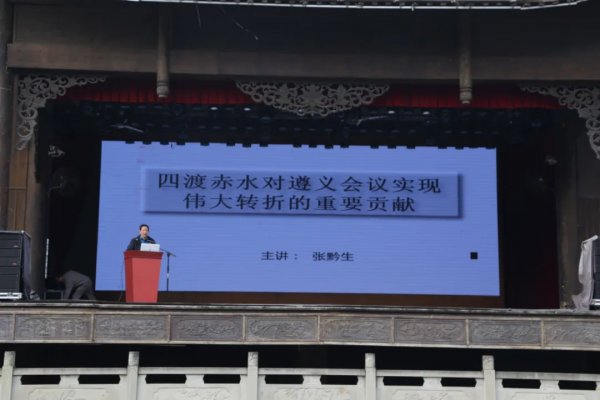 四渡赤水对遵义会议实现
伟大转折的重要贡献
主讲： 张黔生